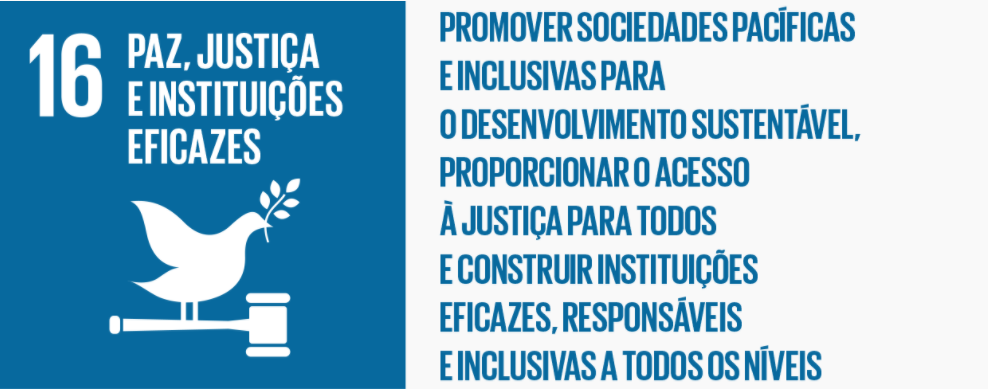 16 PAZ, JUSTIÇA
E INSTITUIÇÕES
EFICAZES
PROMOVER SOCIEDADES PACÍFICAS
E INCLUSIVAS PARA
O DESENVOLVIMENTO SUSTENTÁVEL,
PROPORCIONAR O ACESSO
À JUSTIÇA PARA TODOS
E CONSTRUIR INSTITUIÇÕES
EFICAZES, RESPONSÁVEIS
E INCLUSIVAS A TODOS OS NÍVEIS